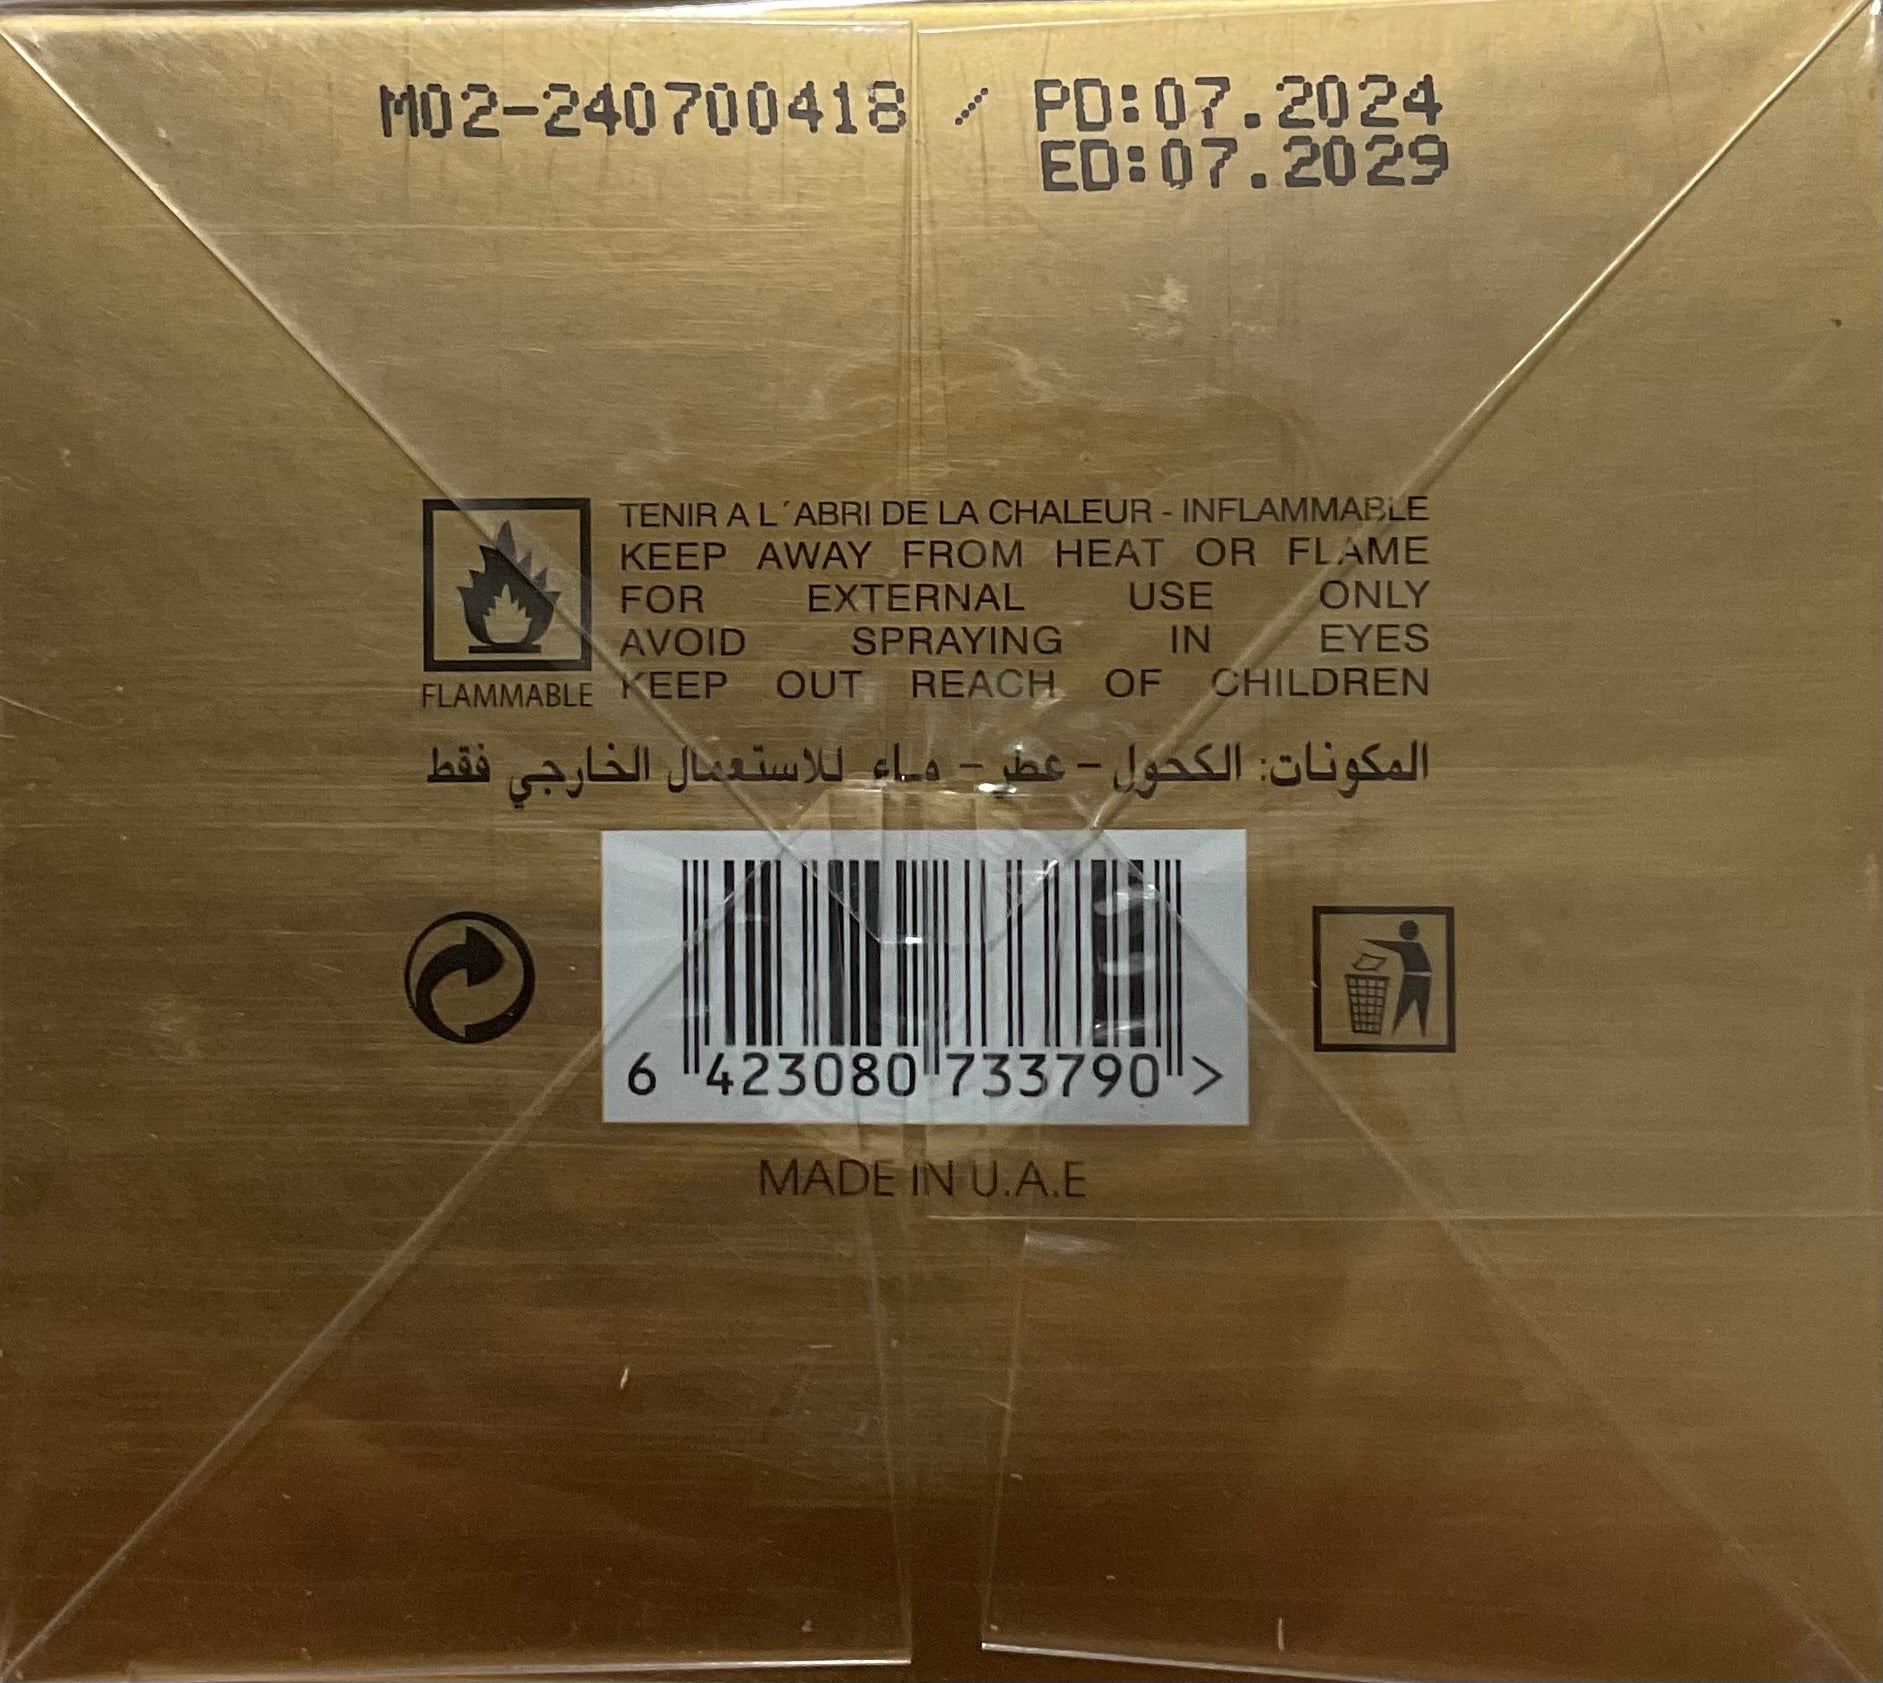 M02-240700418 / PD:07.2024
ED:07.2029
TENIR A L´ABRI DE LA CHALEUR - INFLAMMABLE
KEEP AWAY FROM HEAT OR FLAME
FOR EXTERNAL USE ONLY
AVOID SPRAYING IN EYES
KEEP OUT REACH OF CHILDREN
FLAMMABLE
المكونات: الكحول - عطر - ماء للاستعمال الخارجي فقط
6 423080 733790 >
MADE IN U.A.E